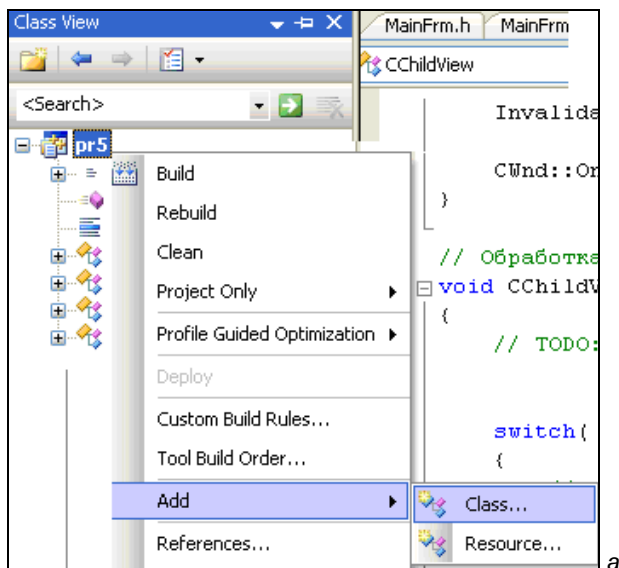 Class View
MainFrm.h MainFrm
CChildView
<Search>
Invalida
pr5
Build
CWnd::On
Rebuild
}
Clean
// Обработка
Project Only
void CChildV
{
Profile Guided Optimization
// TODO:
Deploy
Custom Build Rules...
switch(
Tool Build Order...
{
Add
Class...
References...
Resource...
а